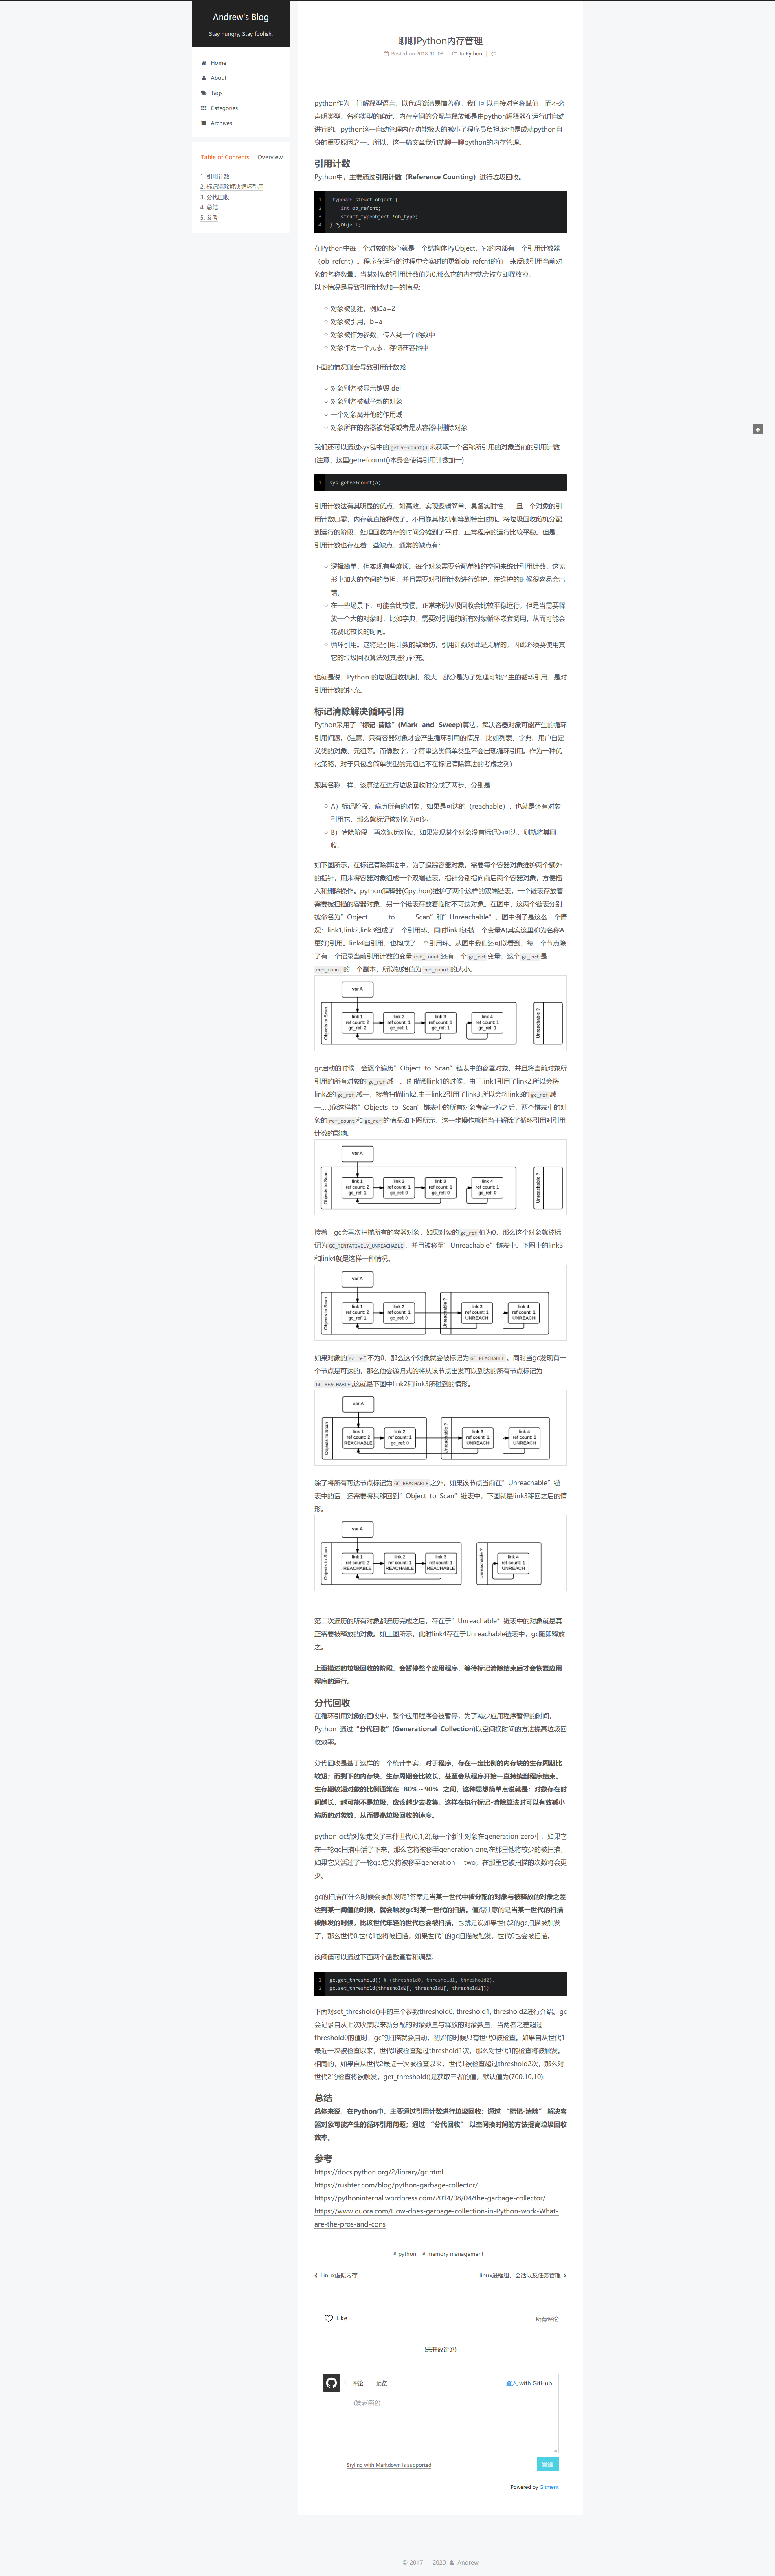 Andrew's Blog
Stay hungry, Stay foolish.
Home
About
Tags
Categories
Archives
Table of Contents Overview
1. 引用计数
2. 标记清除解决循环引用
3. 分代回收
4. 总结
5. 参考
聊聊Python内存管理
Posted on 2018-10-08 | In Python |
python作为一门解释型语言，以代码简洁易懂著称。我们可以直接对名称赋值，而不必
声明类型。名称类型的确定、内存空间的分配与释放都是由python解释器在运行时自动
进行的。python这一自动管理内存功能极大的减小了程序员负担,这也是成就python自
身的重要原因之一。所以，这一篇文章我们就聊一聊python的内存管理。
引用计数
Python中，主要通过引用计数（Reference Counting）进行垃圾回收。
1 typedef struct_object {
2 int ob_refcnt;
3 struct_typeobject *ob_type;
4 } PyObject;
在Python中每一个对象的核心就是一个结构体PyObject，它的内部有一个引用计数器
（ob_refcnt）。程序在运行的过程中会实时的更新ob_refcnt的值，来反映引用当前对
象的名称数量。当某对象的引用计数值为0,那么它的内存就会被立即释放掉。
以下情况是导致引用计数加一的情况:
对象被创建，例如a=2
对象被引用，b=a
对象被作为参数，传入到一个函数中
对象作为一个元素，存储在容器中
下面的情况则会导致引用计数减一:
对象别名被显示销毁 del
对象别名被赋予新的对象
一个对象离开他的作用域
对象所在的容器被销毁或者是从容器中删除对象
我们还可以通过sys包中的getrefcount()来获取一个名称所引用的对象当前的引用计数
(注意，这里getrefcount()本身会使得引用计数加一)
1 sys.getrefcount(a)
引用计数法有其明显的优点，如高效、实现逻辑简单、具备实时性，一旦一个对象的引
用计数归零，内存就直接释放了。不用像其他机制等到特定时机。将垃圾回收随机分配
到运行的阶段，处理回收内存的时间分摊到了平时，正常程序的运行比较平稳。但是，
引用计数也存在着一些缺点，通常的缺点有：
逻辑简单，但实现有些麻烦。每个对象需要分配单独的空间来统计引用计数，这无
形中加大的空间的负担，并且需要对引用计数进行维护，在维护的时候很容易会出
错。
在一些场景下，可能会比较慢。正常来说垃圾回收会比较平稳运行，但是当需要释
放一个大的对象时，比如字典，需要对引用的所有对象循环嵌套调用，从而可能会
花费比较长的时间。
循环引用。这将是引用计数的致命伤，引用计数对此是无解的，因此必须要使用其
它的垃圾回收算法对其进行补充。
也就是说，Python 的垃圾回收机制，很大一部分是为了处理可能产生的循环引用，是对
引用计数的补充。
标记清除解决循环引用
Python采用了“标记-清除”(Mark and Sweep)算法，解决容器对象可能产生的循环
引用问题。(注意，只有容器对象才会产生循环引用的情况，比如列表、字典、用户自定
义类的对象、元组等。而像数字，字符串这类简单类型不会出现循环引用。作为一种优
化策略，对于只包含简单类型的元组也不在标记清除算法的考虑之列)
跟其名称一样，该算法在进行垃圾回收时分成了两步，分别是：
A）标记阶段，遍历所有的对象，如果是可达的（reachable），也就是还有对象
引用它，那么就标记该对象为可达；
B）清除阶段，再次遍历对象，如果发现某个对象没有标记为可达，则就将其回
收。
如下图所示，在标记清除算法中，为了追踪容器对象，需要每个容器对象维护两个额外
的指针，用来将容器对象组成一个双端链表，指针分别指向前后两个容器对象，方便插
入和删除操作。python解释器(Cpython)维护了两个这样的双端链表，一个链表存放着
需要被扫描的容器对象，另一个链表存放着临时不可达对象。在图中，这两个链表分别
被命名为”Object to Scan”和”Unreachable”。图中例子是这么一个情
况：link1,link2,link3组成了一个引用环，同时link1还被一个变量A(其实这里称为名称A
更好)引用。link4自引用，也构成了一个引用环。从图中我们还可以看到，每一个节点除
了有一个记录当前引用计数的变量ref_count还有一个gc_ref变量，这个gc_ref是
ref_count的一个副本，所以初始值为ref_count的大小。
var A
Objects to Scan
link 1 link 2 link 3 link 4
ref count: 2 ref count: 1 ref count: 1 ref count: 1
gc_ref: 2 gc_ref: 1 gc_ref: 1 gc_ref: 1
Unreachable ?
gc启动的时候，会逐个遍历”Object to Scan”链表中的容器对象，并且将当前对象所
引用的所有对象的gc_ref减一。(扫描到link1的时候，由于link1引用了link2,所以会将
link2的gc_ref减一，接着扫描link2,由于link2引用了link3,所以会将link3的gc_ref减
一…..)像这样将”Objects to Scan”链表中的所有对象考察一遍之后，两个链表中的对
象的ref_count和gc_ref的情况如下图所示。这一步操作就相当于解除了循环引用对引用
计数的影响。
var A
Objects to Scan
link 1 link 2 link 3 link 4
ref count: 2 ref count: 1 ref count: 1 ref count: 1
gc_ref: 1 gc_ref: 0 gc_ref: 0 gc_ref: 0
Unreachable ?
接着，gc会再次扫描所有的容器对象，如果对象的gc_ref值为0，那么这个对象就被标
记为GC_TENTATIVELY_UNREACHABLE，并且被移至”Unreachable”链表中。下图中的link3
和link4就是这样一种情况。
var A
Objects to Scan
link 1 link 2
ref count: 2 ref count: 1
gc_ref: 1 gc_ref: 0
Unreachable ?
link 3 link 4
ref count: 1 ref count: 1
UNREACH UNREACH
如果对象的gc_ref不为0，那么这个对象就会被标记为GC_REACHABLE。同时当gc发现有一
个节点是可达的，那么他会递归式的将从该节点出发可以到达的所有节点标记为
GC_REACHABLE,这就是下图中link2和link3所碰到的情形。
var A
Objects to Scan
link 1 link 2
ref count: 2 ref count: 1
REACHABLE gc_ref: 0
Unreachable ?
link 3 link 4
ref count: 1 ref count: 1
UNREACH UNREACH
除了将所有可达节点标记为GC_REACHABLE之外，如果该节点当前在”Unreachable”链
表中的话，还需要将其移回到”Object to Scan”链表中，下图就是link3移回之后的情
形。
var A
Objects to Scan
link 1 link 2 link 3
ref count: 2 ref count: 1 ref count: 1
REACHABLE REACHABLE REACHABLE
Unreachable ?
link 4
ref count: 1
UNREACH
第二次遍历的所有对象都遍历完成之后，存在于”Unreachable”链表中的对象就是真
正需要被释放的对象。如上图所示，此时link4存在于Unreachable链表中，gc随即释放
之。
上面描述的垃圾回收的阶段，会暂停整个应用程序，等待标记清除结束后才会恢复应用
程序的运行。
分代回收
在循环引用对象的回收中，整个应用程序会被暂停，为了减少应用程序暂停的时间，
Python 通过“分代回收”(Generational Collection)以空间换时间的方法提高垃圾回
收效率。
分代回收是基于这样的一个统计事实，对于程序，存在一定比例的内存块的生存周期比
较短；而剩下的内存块，生存周期会比较长，甚至会从程序开始一直持续到程序结束。
生存期较短对象的比例通常在 80%～90% 之间，这种思想简单点说就是：对象存在时
间越长，越可能不是垃圾，应该越少去收集。这样在执行标记-清除算法时可以有效减小
遍历的对象数，从而提高垃圾回收的速度。
python gc给对象定义了三种世代(0,1,2),每一个新生对象在generation zero中，如果它
在一轮gc扫描中活了下来，那么它将被移至generation one,在那里他将较少的被扫描，
如果它又活过了一轮gc,它又将被移至generation two，在那里它被扫描的次数将会更
少。
gc的扫描在什么时候会被触发呢?答案是当某一世代中被分配的对象与被释放的对象之差
达到某一阈值的时候，就会触发gc对某一世代的扫描。值得注意的是当某一世代的扫描
被触发的时候，比该世代年轻的世代也会被扫描。也就是说如果世代2的gc扫描被触发
了，那么世代0,世代1也将被扫描，如果世代1的gc扫描被触发，世代0也会被扫描。
该阈值可以通过下面两个函数查看和调整:
1 gc.get_threshold() # (threshold0, threshold1, threshold2).
2 gc.set_threshold(threshold0[, threshold1[, threshold2]])
下面对set_threshold()中的三个参数threshold0, threshold1, threshold2进行介绍。gc
会记录自从上次收集以来新分配的对象数量与释放的对象数量，当两者之差超过
threshold0的值时，gc的扫描就会启动，初始的时候只有世代0被检查。如果自从世代1
最近一次被检查以来，世代0被检查超过threshold1次，那么对世代1的检查将被触发。
相同的，如果自从世代2最近一次被检查以来，世代1被检查超过threshold2次，那么对
世代2的检查将被触发。get_threshold()是获取三者的值，默认值为(700,10,10).
总结
总体来说，在Python中，主要通过引用计数进行垃圾回收；通过 “标记-清除” 解决容
器对象可能产生的循环引用问题；通过 “分代回收” 以空间换时间的方法提高垃圾回收
效率。
参考
https://docs.python.org/2/library/gc.html
https://rushter.com/blog/python-garbage-collector/
https://pythoninternal.wordpress.com/2014/08/04/the-garbage-collector/
https://www.quora.com/How-does-garbage-collection-in-Python-work-What-
are-the-pros-and-cons
# python # memory management
Linux虚拟内存 linux进程组、会话以及任务管理
Like 所有评论
(未开放评论)
评论 预览 登入 with GitHub
(发表评论)
Styling with Markdown is supported 发送
Powered by Gitment
© 2017 — 2020 Andrew